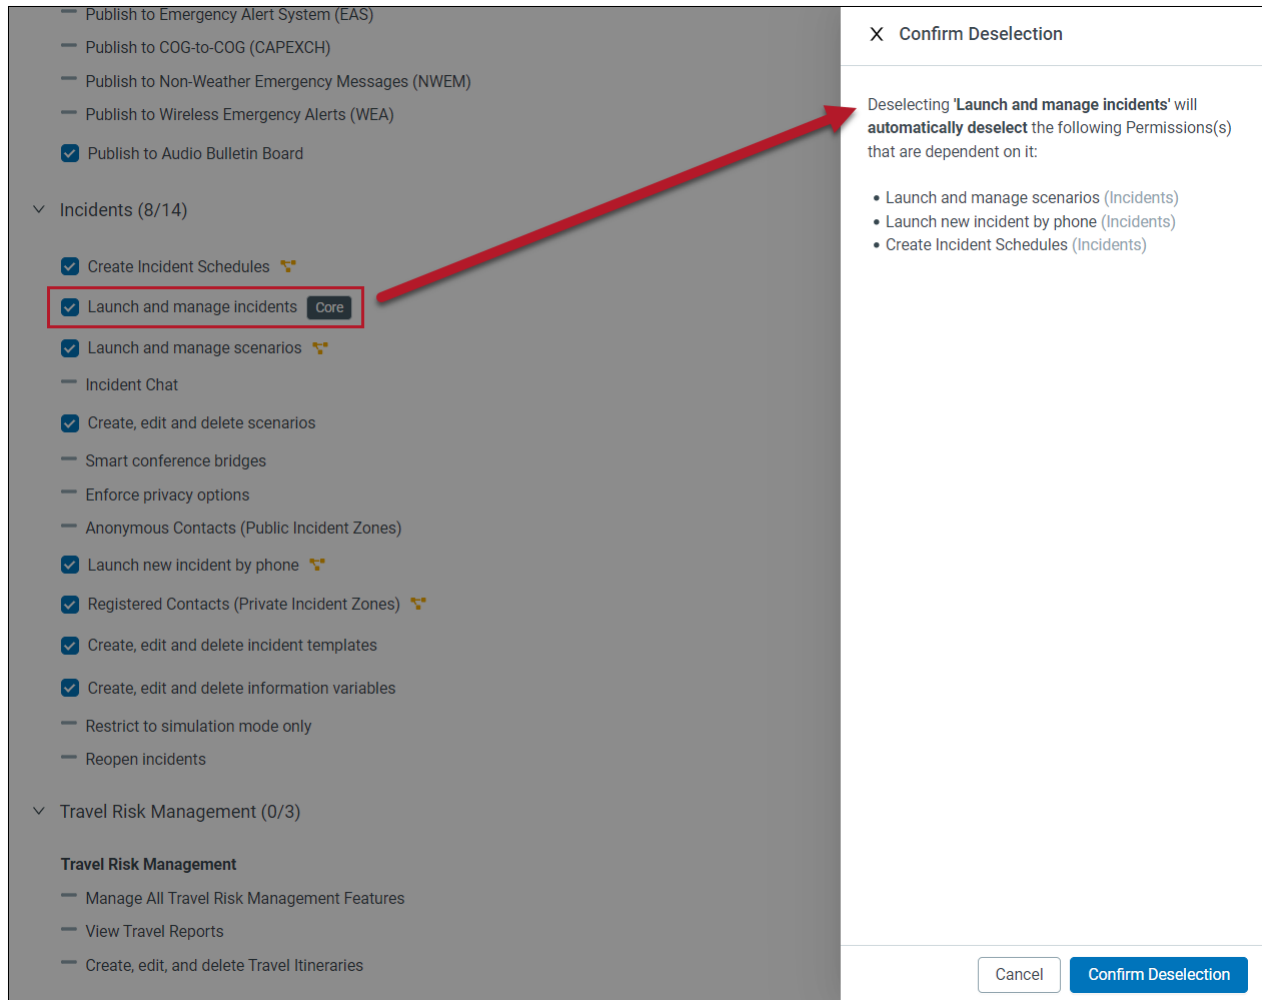 Publish to Emergency Alert System (EAS)
Publish to COG-to-COG (CAPEXCH)
Publish to Non-Weather Emergency Messages (NWEM)
Publish to Wireless Emergency Alerts (WEA)
Publish to Audio Bulletin Board
Incidents (8/14)
Create Incident Schedules
Launch and manage incidents Core
Launch and manage scenarios
Incident Chat
Create, edit and delete scenarios
Smart conference bridges
Enforce privacy options
Anonymous Contacts (Public Incident Zones)
Launch new incident by phone
Registered Contacts (Private Incident Zones)
Create, edit and delete incident templates
Create, edit and delete information variables
Restrict to simulation mode only
Reopen incidents
Travel Risk Management (0/3)
Travel Risk Management
Manage All Travel Risk Management Features
View Travel Reports
Create, edit, and delete Travel Itineraries
X Confirm Deselection
Deselecting 'Launch and manage incidents' will
automatically deselect the following Permissions(s)
that are dependent on it:
• Launch and manage scenarios (Incidents)
• Launch new incident by phone (Incidents)
• Create Incident Schedules (Incidents)
Cancel
Confirm Deselection